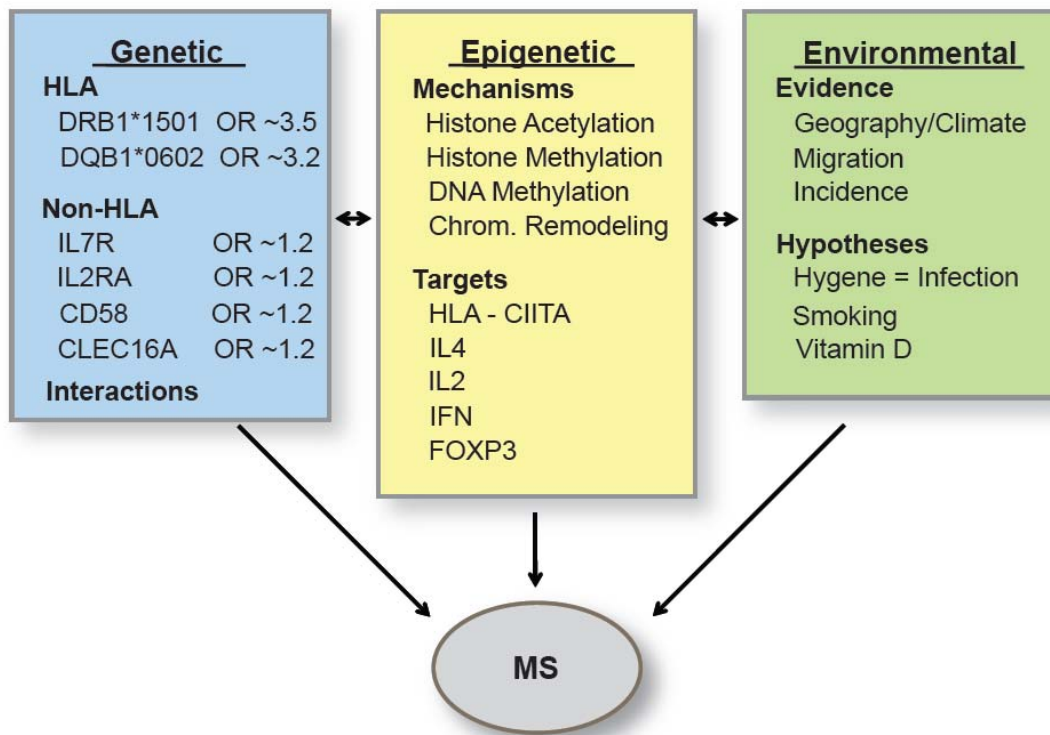 Genetic
HLA
DRB1*1501 OR ~3.5
DQB1*0602 OR ~3.2
Non-HLA
IL7R OR ~1.2
IL2RA OR ~1.2
CD58 OR ~1.2
CLEC16A OR ~1.2
Interactions
Epigenetic
Mechanisms
Histone Acetylation
Histone Methylation
DNA Methylation
Chrom. Remodeling
Targets
HLA - CIITA
IL4
IL2
IFN
FOXP3
Environmental
Evidence
Geography/Climate
Migration
Incidence
Hypotheses
Hygene = Infection
Smoking
Vitamin D
MS